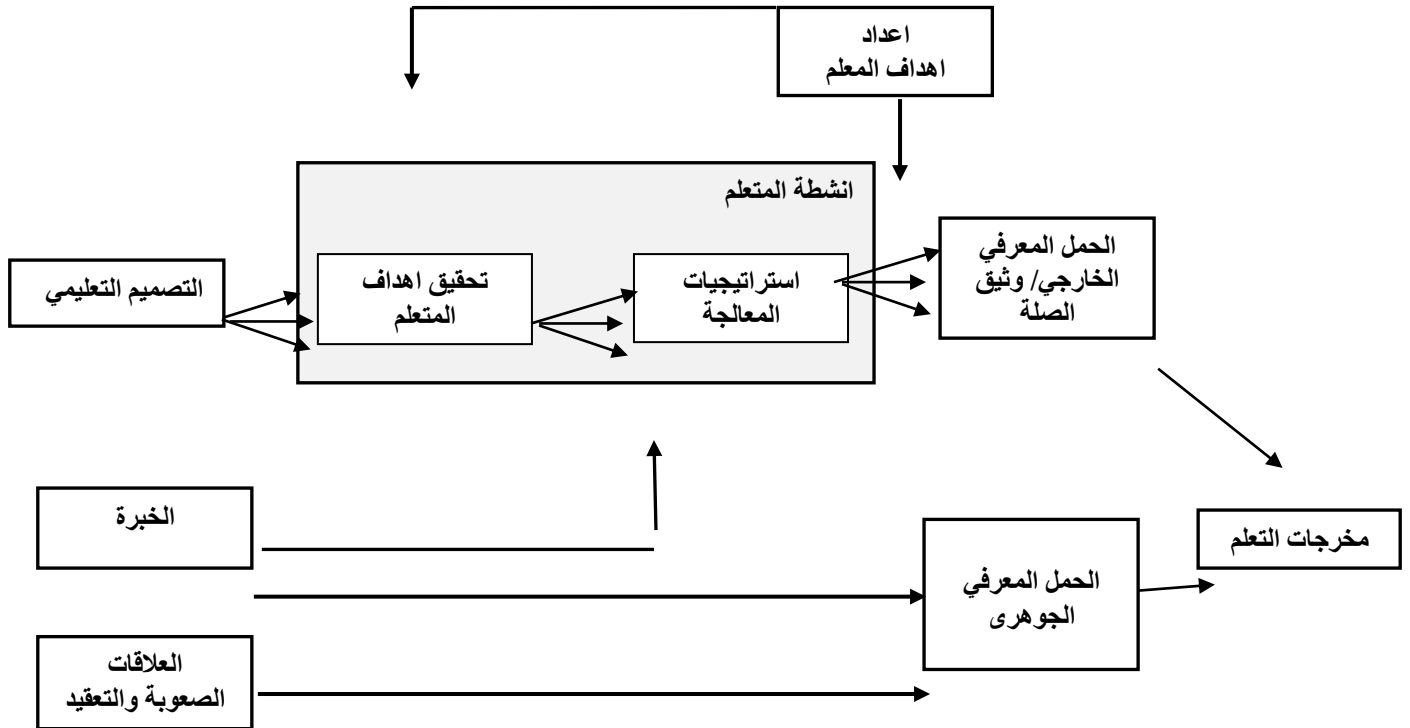 اعداد
اهداف المعلم
انشطة المتعلم
الحمل المعرفي
الخارجي/ وثيق
الصلة
استراتيجيات
المعالجة
تحقيق اهداف
المتعلم
التصميم التعليمي
الخبرة
مخرجات التعلم
الحمل المعرفي
الجوهرى
العلاقات
الصعوبة والتعقيد